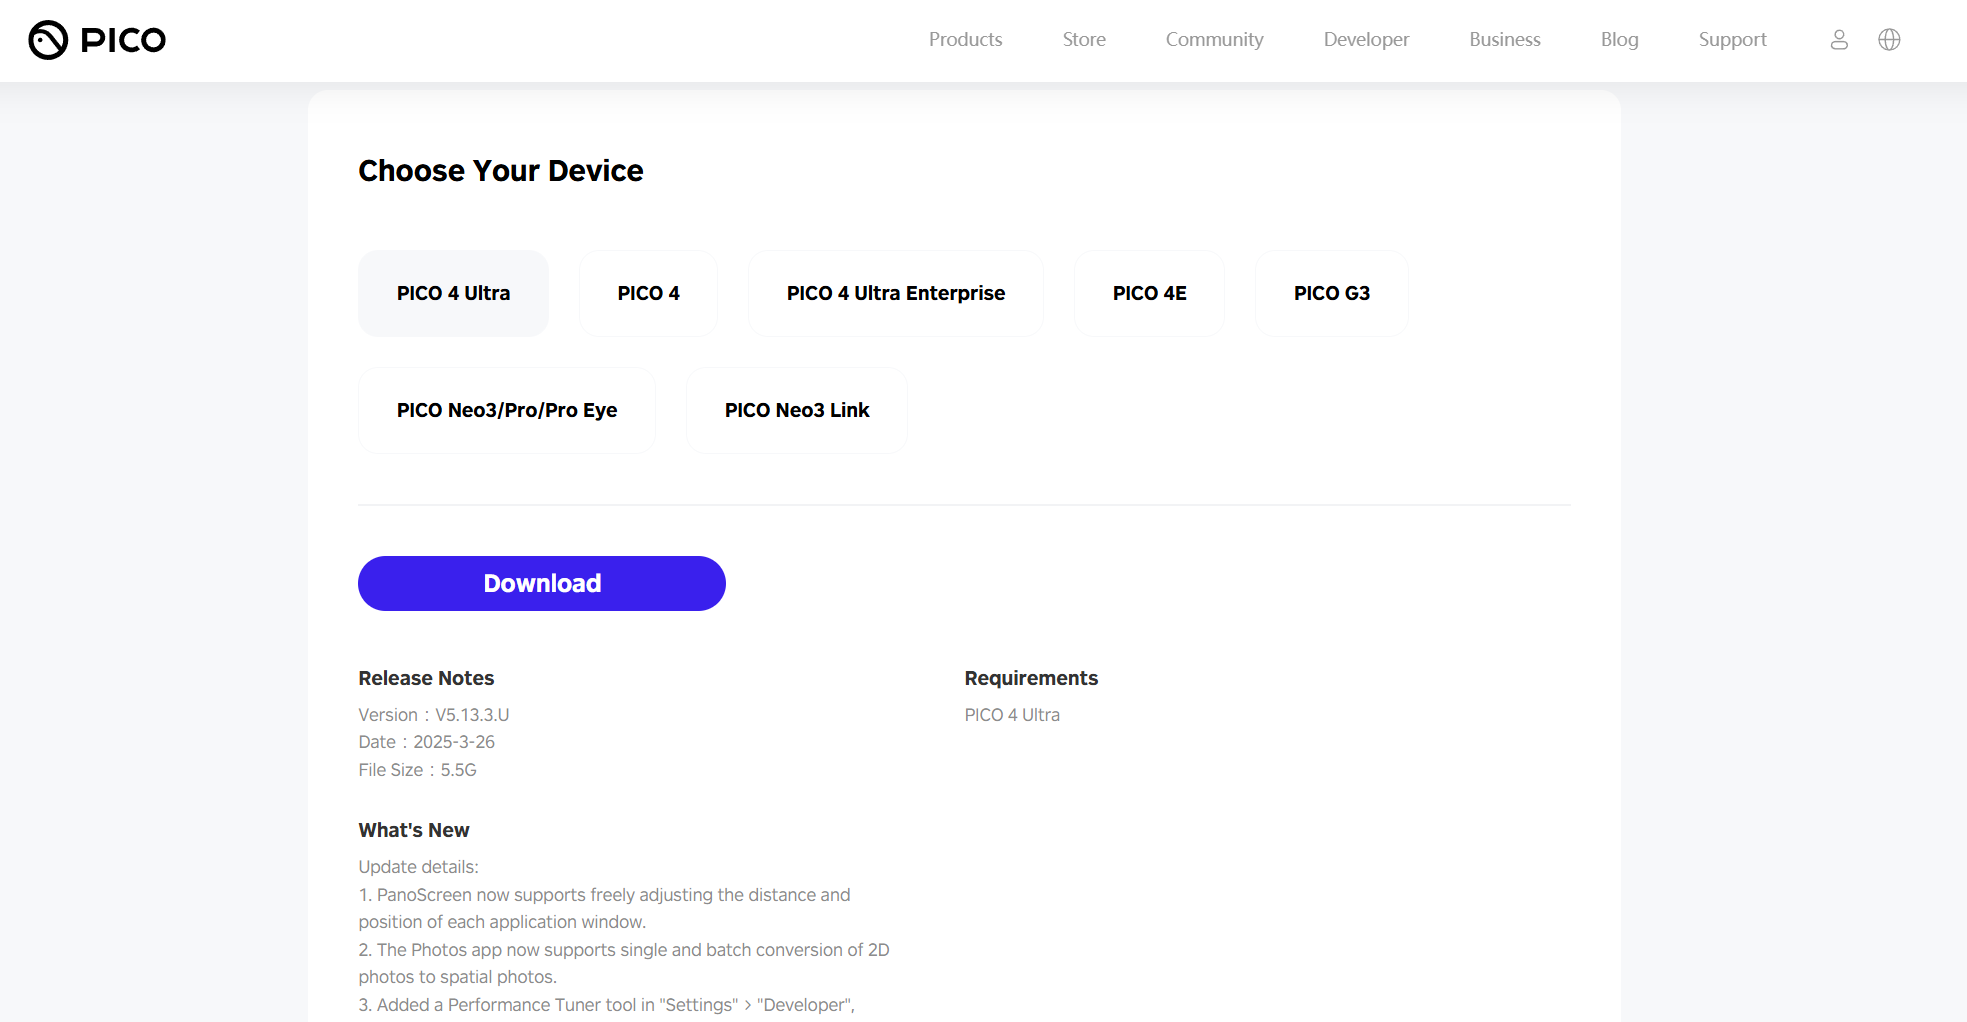 PICO
Products Store Community Developer Business Blog Support
Choose Your Device
PICO 4 Ultra PICO 4 PICO 4 Ultra Enterprise PICO 4E PICO G3
PICO Neo3/Pro/Pro Eye PICO Neo3 Link
Download
Release Notes
Version：V5.13.3.U
Date：2025-3-26
File Size：5.5G
Requirements
PICO 4 Ultra
What's New
Update details:
1. PanoScreen now supports freely adjusting the distance and
position of each application window.
2. The Photos app now supports single and batch conversion of 2D
photos to spatial photos.
3. Added a Performance Tuner tool in "Settings" > "Developer",